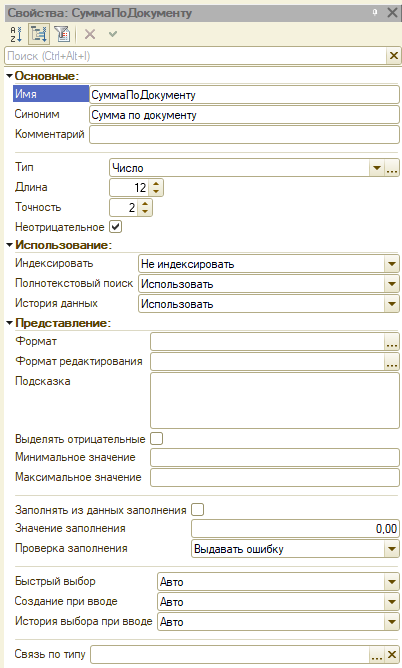 Свойства: СуммаПоДокументу
Поиск (Ctrl+Alt+I)
Основные:
Имя СуммаПоДокументу
Синоним Сумма по документу
Комментарий
Тип Число
Длина 12
Точность 2
Неотрицательное
Использование:
Индексировать Не индексировать
Полнотекстовый поиск Использовать
История данных Использовать
Представление:
Формат
Формат редактирования
Подсказка
Выделять отрицательные
Минимальное значение
Максимальное значение
Заполнять из данных заполнения
Значение заполнения 0,00
Проверка заполнения Выдавать ошибку
Быстрый выбор Авто
Создание при вводе Авто
История выбора при вводе Авто
Связь по типу